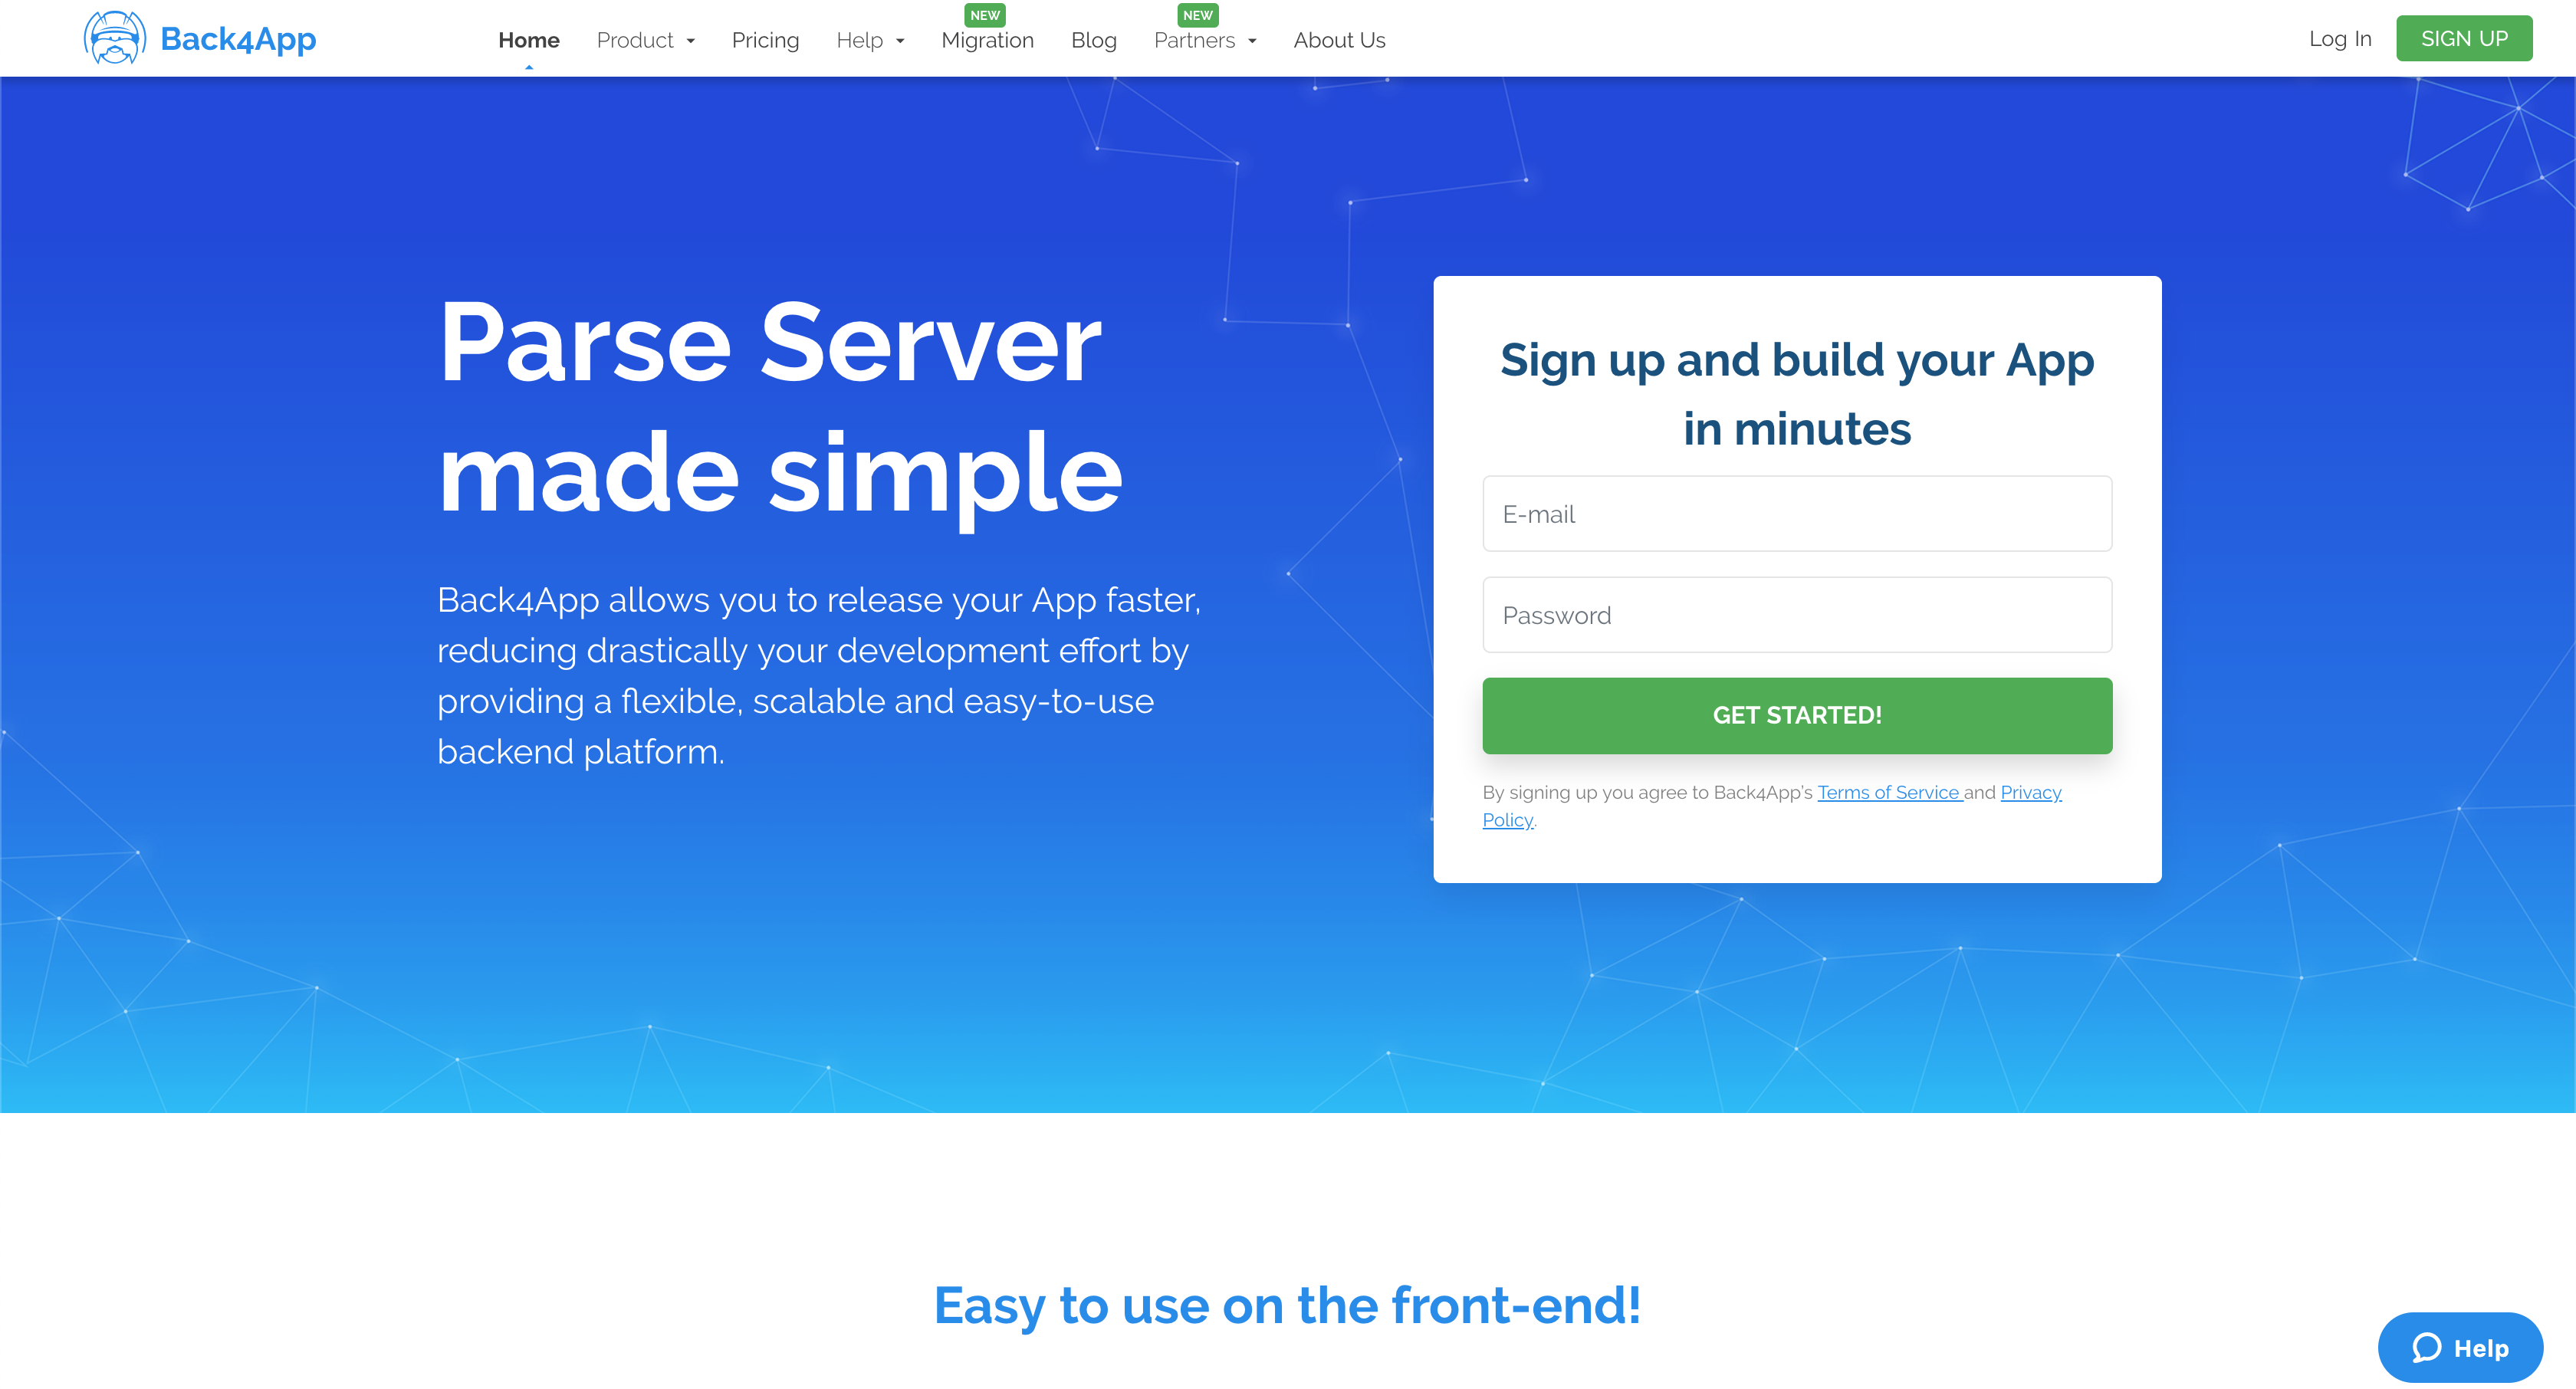 Back4App
Home
Product
Pricing
Help
NEW
Migration
Blog
NEW
Partners
About Us
Log In
SIGN UP
Parse Server
made simple
Back4App allows you to release your App faster,
reducing drastically your development effort by
providing a flexible, scalable and easy-to-use
backend platform.
Sign up and build your App
in minutes
E-mail
Password
GET STARTED!
By signing up you agree to Back4App's Terms of Service and Privacy
Policy.
Easy to use on the front-end!
Help